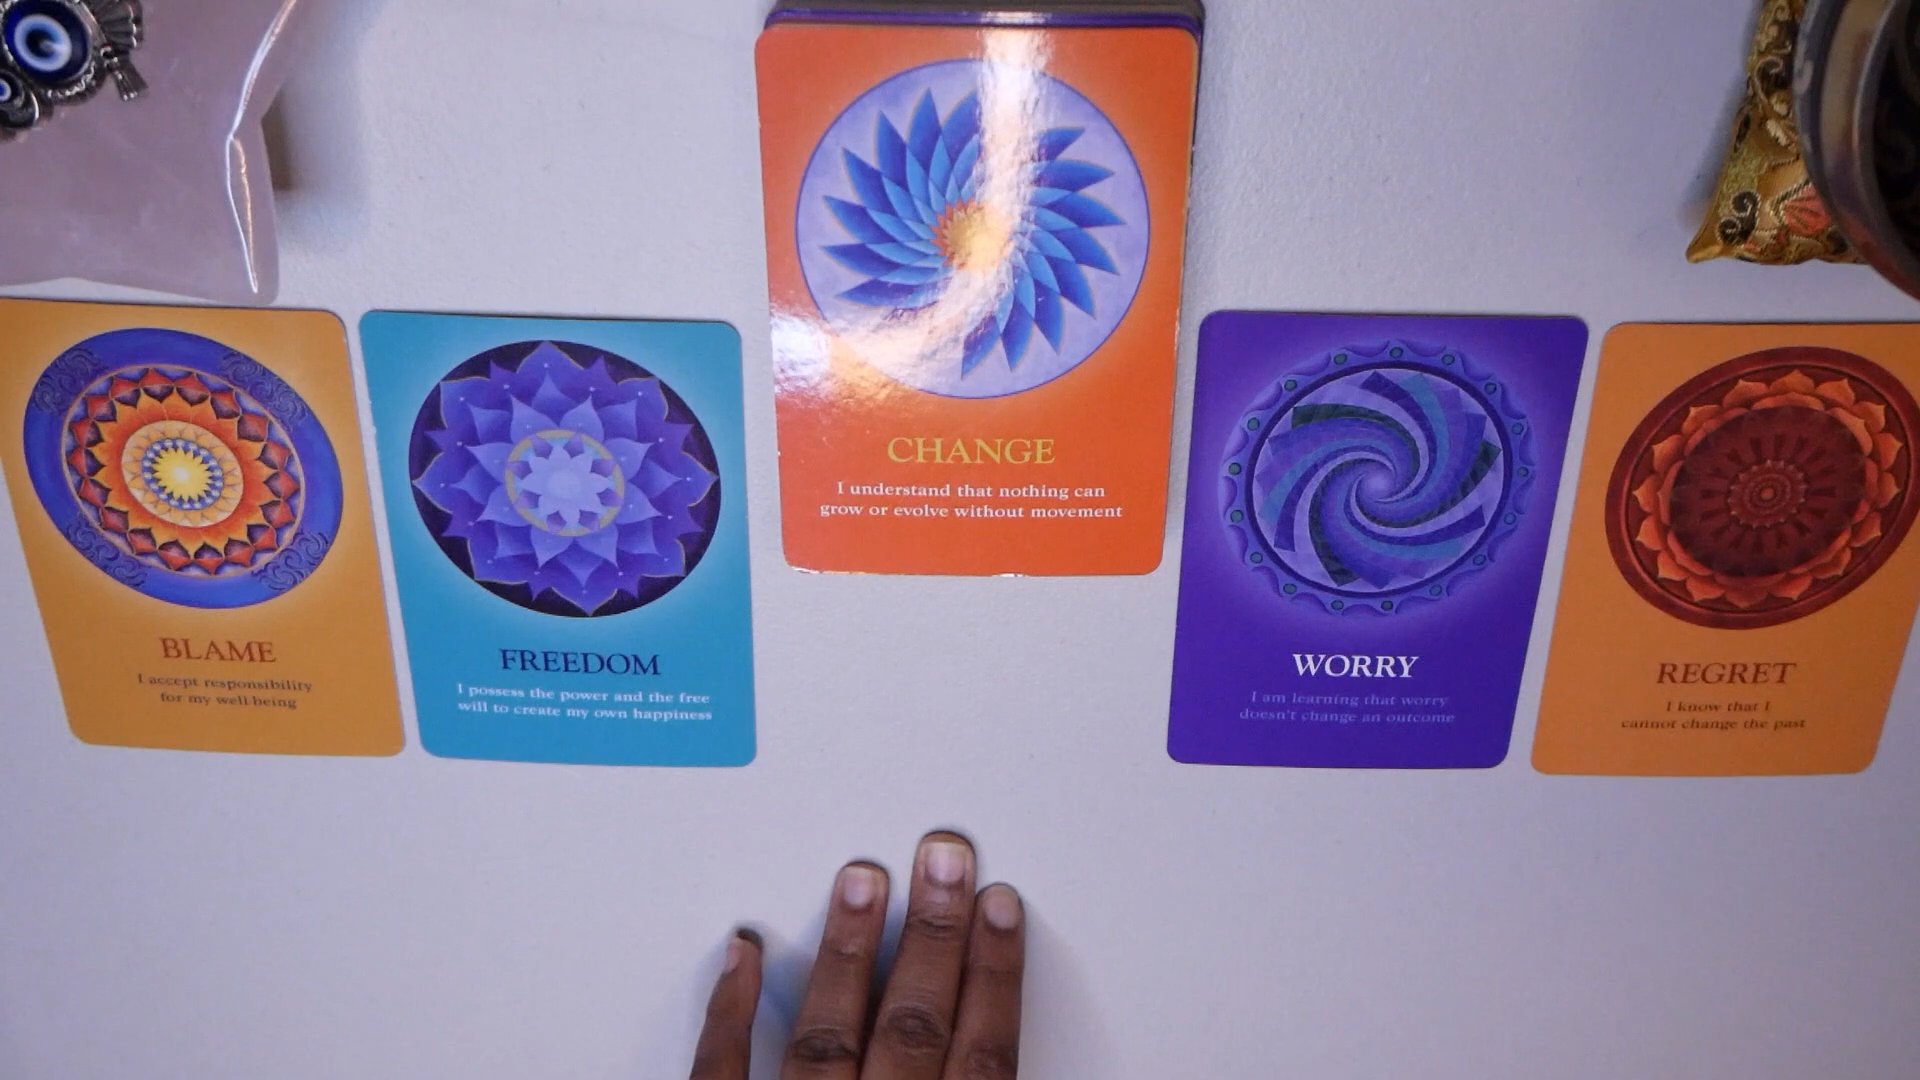 CHANGE
I understand that nothing can
grow or evolve without movement
BLAME
I accept responsibility
for my well being
FREEDOM
I possess the power and the free
will to create my own happiness
WORRY
I am learning that worry
doesn't change an outcome
REGRET
I know that I
cannot change the past